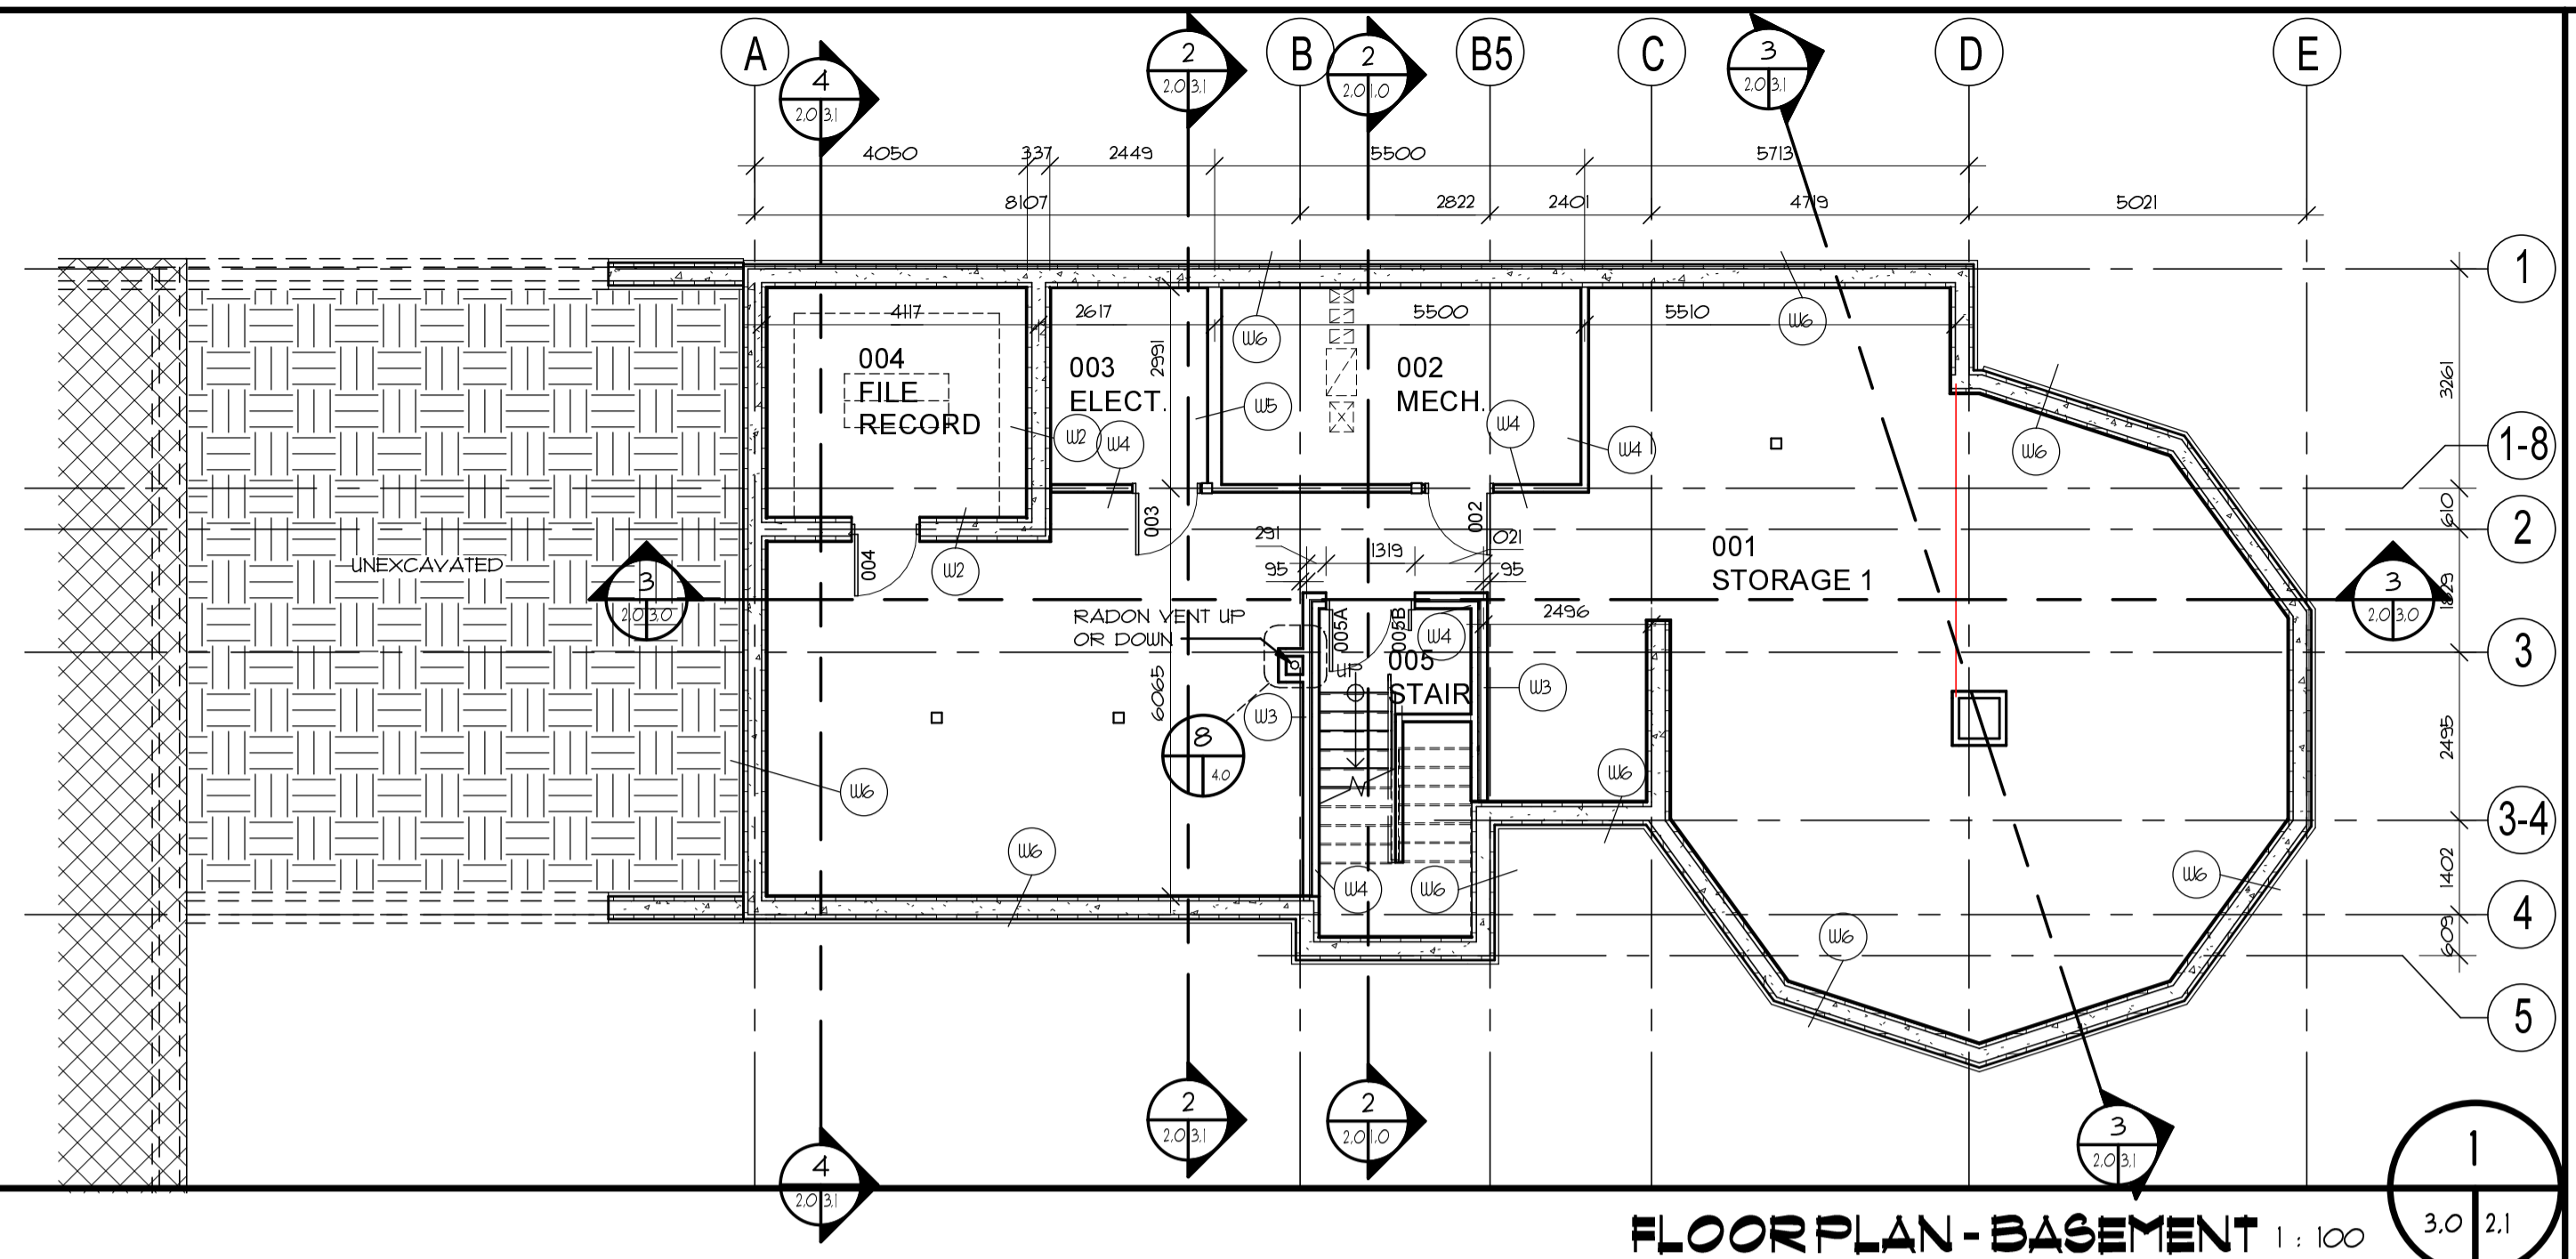 A
B
B5
C
D
E
4
2.0 3.1
2
2.0 3.1
2
2.0 1.0
3
2.0 3.1
4050
337
2449
5500
5713
8107
2822
2401
4719
5021
1
1-8
2
3
3-4
4
5
3261
610
1829
2495
1402
609
4117
2617
5500
5510
2991
004
FILE
RECORD
003
ELECT.
002
MECH.
W6
W5
W2
W4
W4
W4
W6
W6
003
002
004
W2
291
1319
021
95
95
001
STORAGE 1
UNEXCAVATED
3
2.0 3.0
3
2.0 3.0
RADON VENT UP
OR DOWN
005A
005B
W4
2496
005
STAIR
UP
W3
W3
6065
8
4.0
W6
W6
W6
W4
W6
W6
W6
2
2.0 3.1
2
2.0 1.0
3
2.0 3.1
4
2.0 3.1
FLOOR PLAN - BASEMENT 1 : 100
1
3.0 2.1